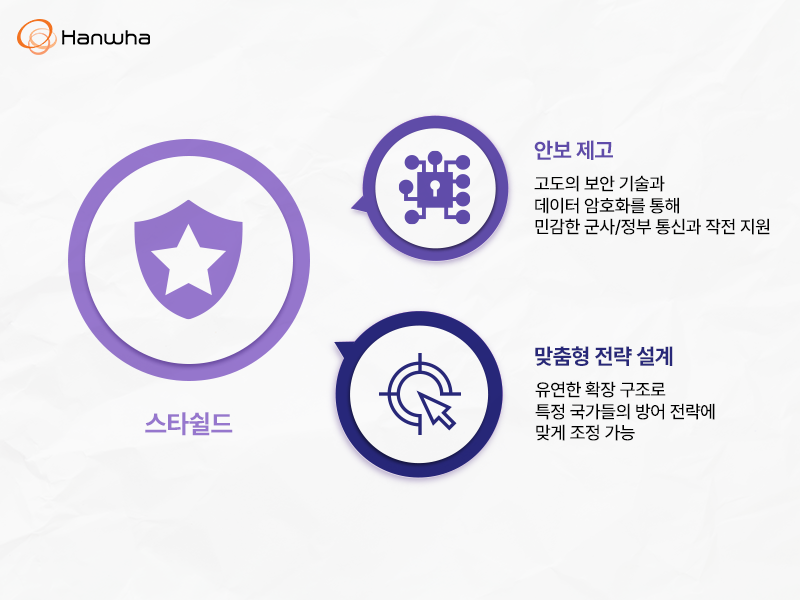 Hanwha
스타쉴드
안보 제고
고도의 보안 기술과
데이터 암호화를 통해
민감한 군사/정부 통신과 작전 지원
맞춤형 전략 설계
유연한 확장 구조로
특정 국가들의 방어 전략에
맞게 조정 가능